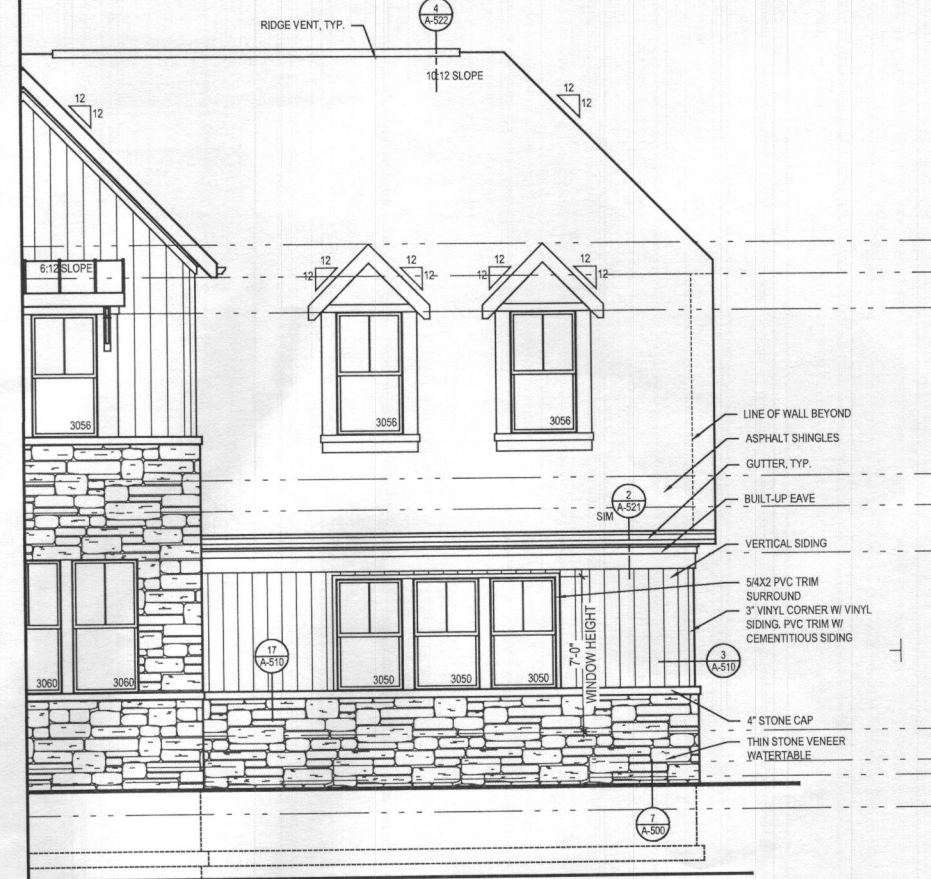 4
A-522
RIDGE VENT, TYP.
10:12 SLOPE
12
12
12
12
6:12 SLOPE
12
12
12
12
12
12
12
12
3056
3056
3056
LINE OF WALL BEYOND
ASPHALT SHINGLES
GUTTER, TYP.
2
A-521
SIM
BUILT-UP EAVE
VERTICAL SIDING
5/4X2 PVC TRIM
SURROUND
3" VINYL CORNER W/ VINYL
SIDING. PVC TRIM W/
CEMENTITIOUS SIDING
7'-0"
WINDOW HEIGHT
17
A-510
3
A-510
3060
3060
3050
3050
3050
4" STONE CAP
THIN STONE VENEER
WATERTABLE
7
A-500